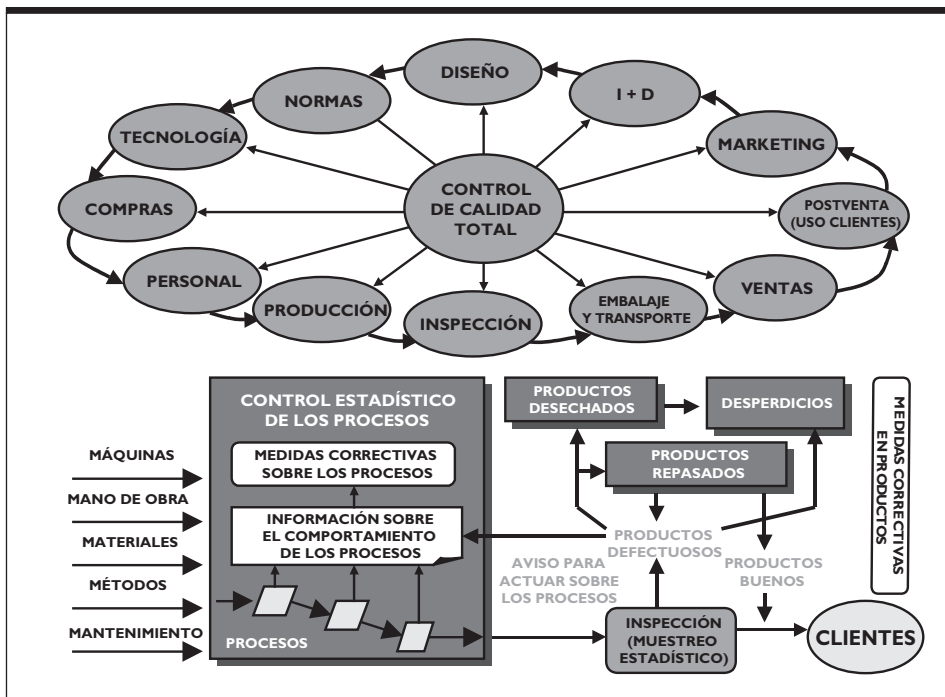 DISEÑO
I + D
NORMAS
TECNOLOGÍA
MARKETING
CONTROL
DE CALIDAD
TOTAL
COMPRAS
POSTVENTA
(USO CLIENTES)
PERSONAL
VENTAS
PRODUCCIÓN
INSPECCIÓN
EMBALAJE
Y TRANSPORTE
CONTROL ESTADÍSTICO
DE LOS PROCESOS
MEDIDAS CORRECTIVAS
SOBRE LOS PROCESOS
INFORMACIÓN SOBRE
EL COMPORTAMIENTO
DE LOS PROCESOS
PROCESOS
MÁQUINAS
MANO DE OBRA
MATERIALES
MÉTODOS
MANTENIMIENTO
PRODUCTOS
DESECHADOS
DESPERDICIOS
PRODUCTOS
REPASADOS
PRODUCTOS
DEFECTUOSOS
AVISO PARA
ACTUAR SOBRE
LOS PROCESOS
PRODUCTOS
BUENOS
INSPECCIÓN
(MUESTREO
ESTADÍSTICO)
CLIENTES
MEDIDAS CORRECTIVAS
EN PRODUCTOS